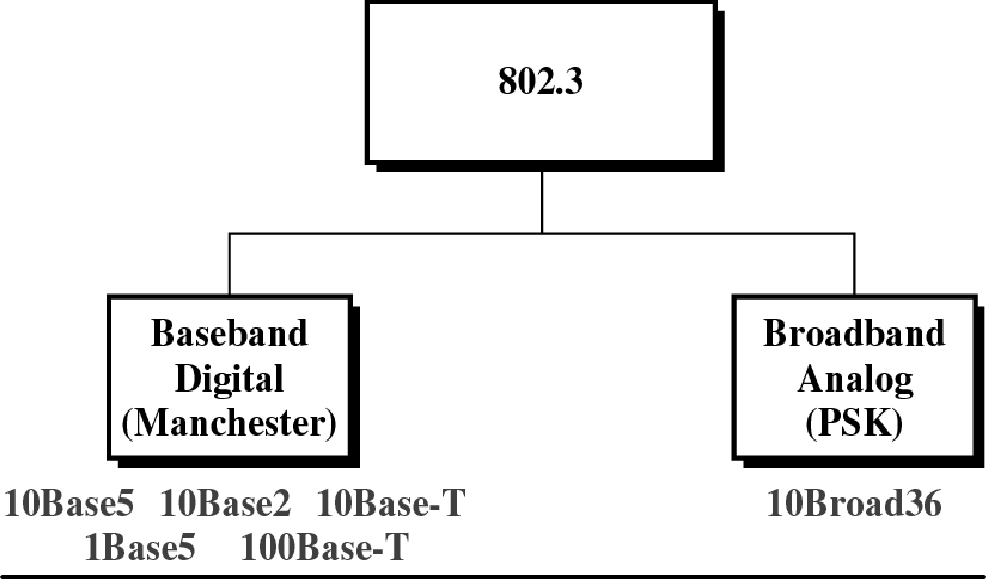 802.3
Baseband
Digital
(Manchester)
Broadband
Analog
(PSK)
10Base5 10Base2 10Base-T
1Base5 100Base-T
10Broad36